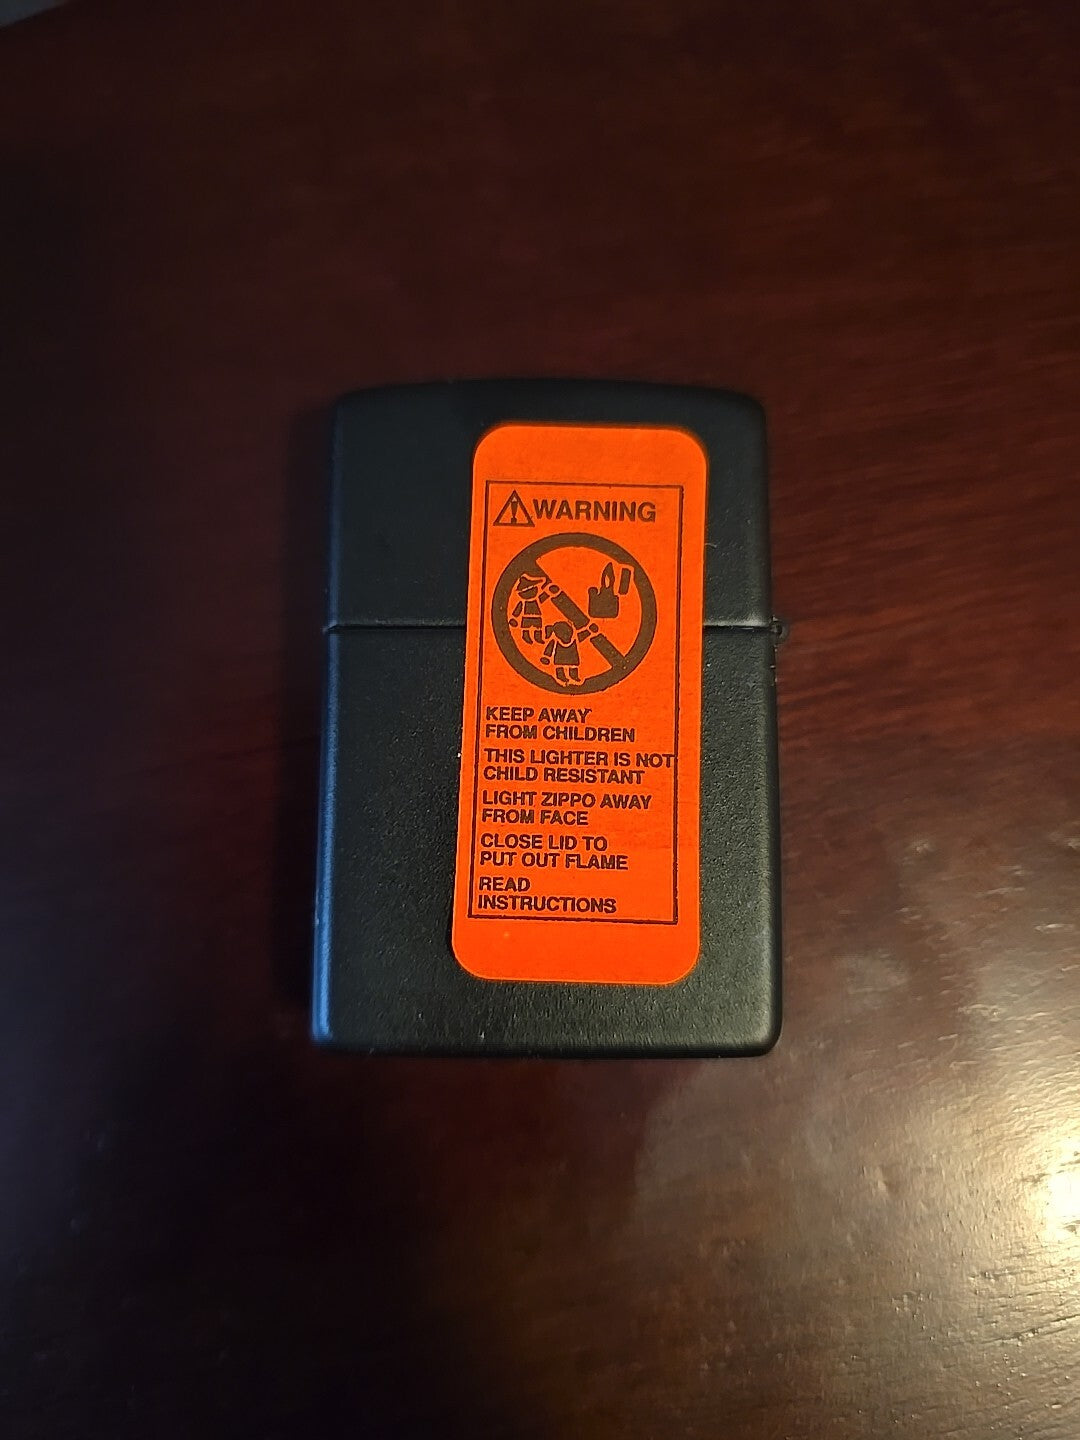 WARNING
KEEP AWAY
FROM CHILDREN
THIS LIGHTER IS NOT
CHILD RESISTANT
LIGHT ZIPPO AWAY
FROM FACE
CLOSE LID TO
PUT OUT FLAME
READ
INSTRUCTIONS